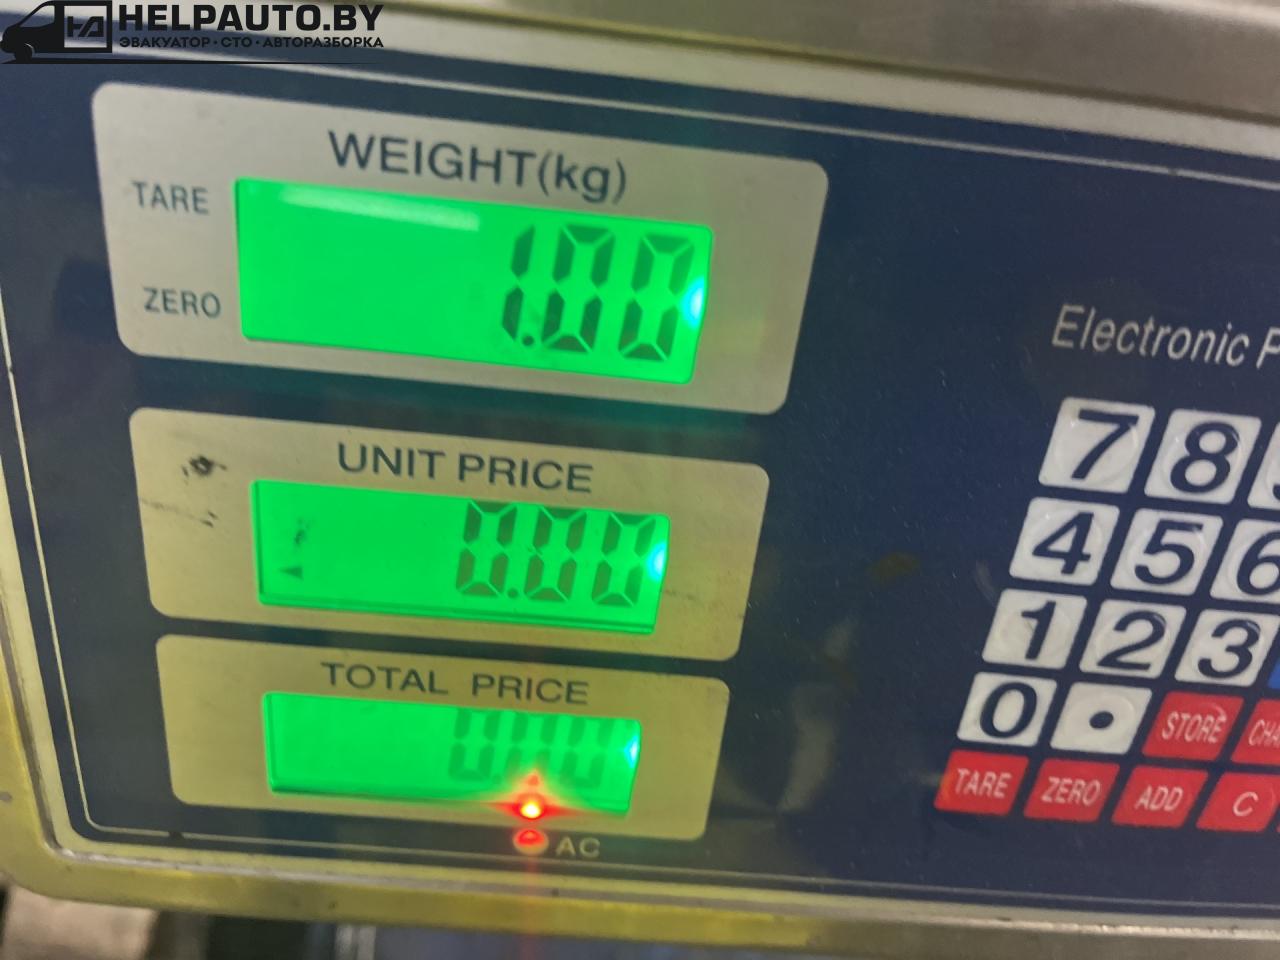 HA HELPAUTO.BY
ЭВАКУАТОР · СТО · АВТОРАЗБОРКА
WEIGHT(kg)
TARE
1.00
ZERO
UNIT PRICE
0.00
TOTAL PRICE
0.00
AC
Electronic
7 8
4 5 6
1 2 3
0 . STORE
TARE ZERO ADD C